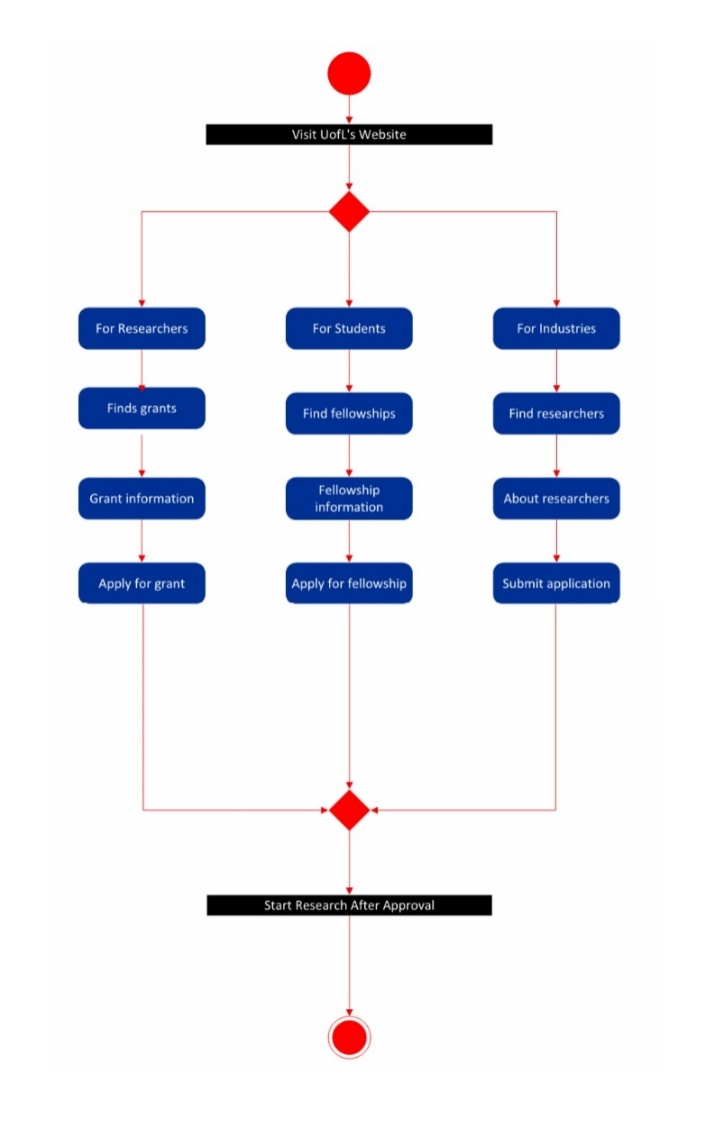 Visit UofL's Website
For Researchers
For Students
For Industries
Finds grants
Find fellowships
Find researchers
Grant information
Fellowship
information
About researchers
Apply for grant
Apply for fellowship
Submit application
Start Research After Approval